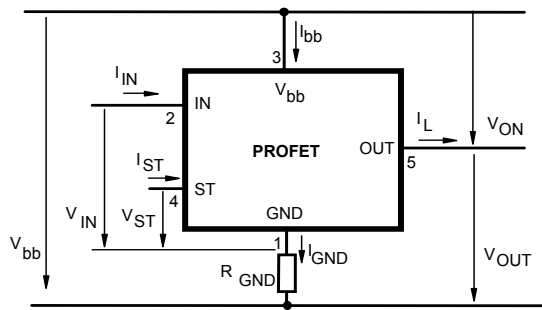 I bb
3
I IN
V bb
IN
2
I L
V ON
PROFET
OUT
5
I ST
ST
4
V IN
V ST
GND
V bb
1
I GND
V OUT
R GND